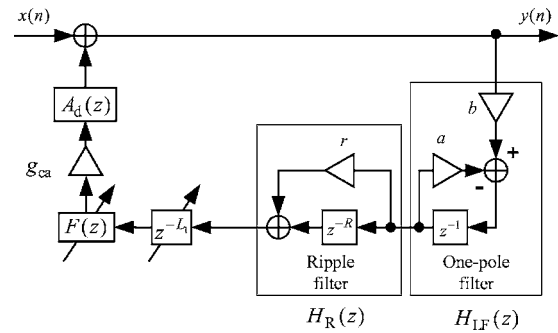 x(n)
y(n)
A_d(z)
b
r
a
+
-
g_ca
F(z)
z^{-L_1}
z^{-R}
z^{-1}
Ripple filter
One-pole filter
H_R(z)
H_LF(z)